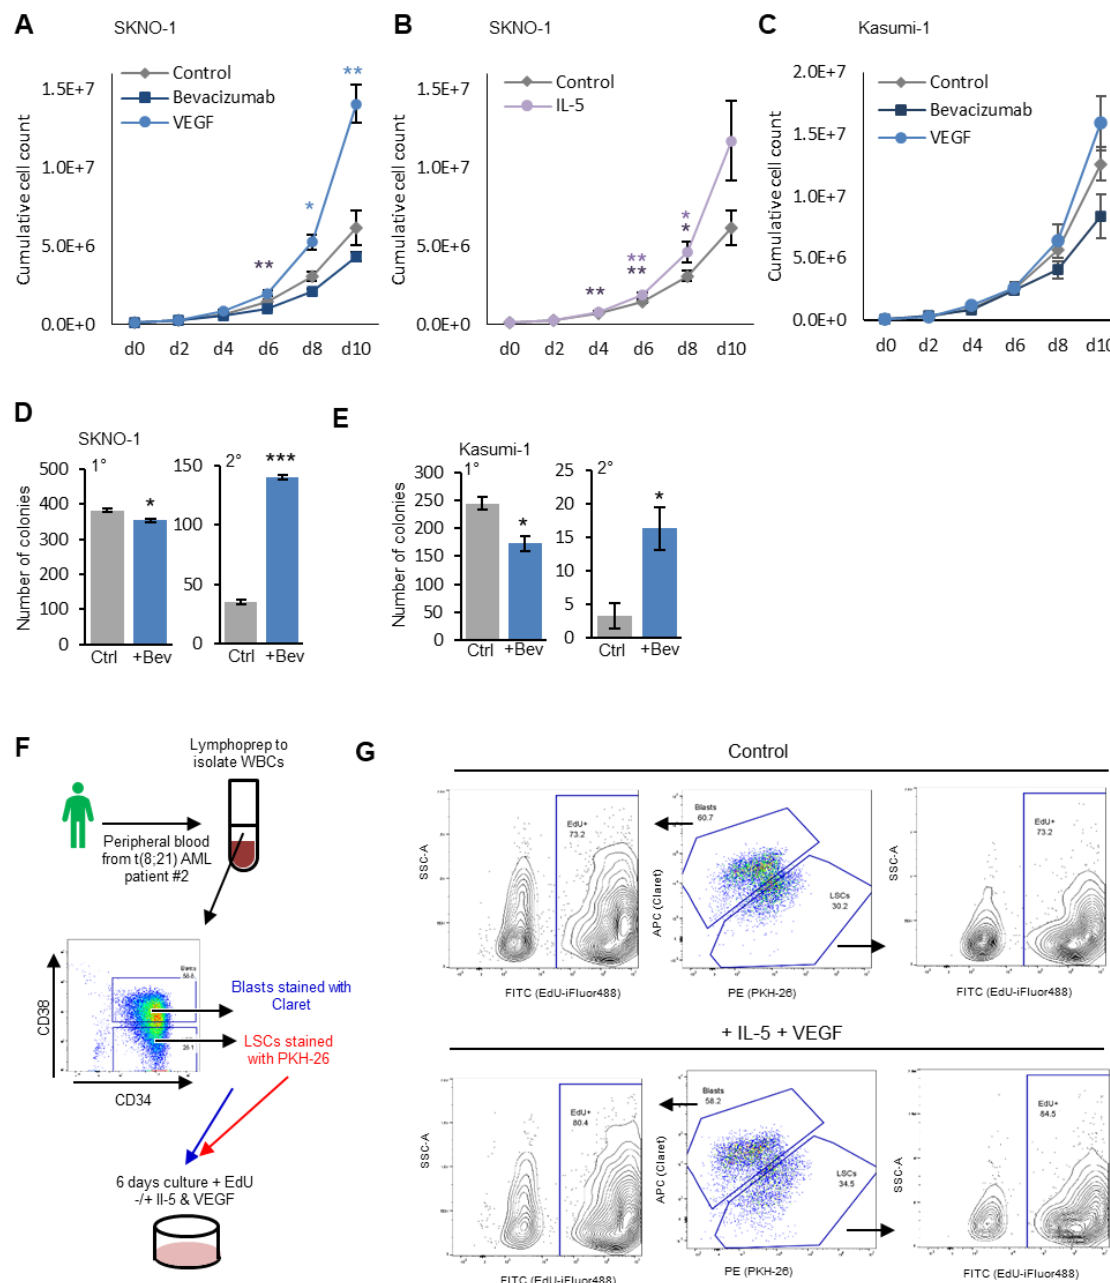 A
SKNO-1
Control
Bevacizumab
VEGF
Cumulative cell count
1.5E+7
1.0E+7
5.0E+6
0.0E+0
d0 d2 d4 d6 d8 d10
**
*
**
B
SKNO-1
Control
IL-5
Cumulative cell count
1.5E+7
1.0E+7
5.0E+6
0.0E+0
d0 d2 d4 d6 d8 d10
**
**
**
*
*
C
Kasumi-1
Control
Bevacizumab
VEGF
Cumulative cell count
2.0E+7
1.5E+7
1.0E+7
5.0E+6
0.0E+0
d0 d2 d4 d6 d8 d10
D
SKNO-1
Number of colonies
500
400
300
200
100
0
1°
*
Ctrl +Bev
150
100
50
0
2°
***
Ctrl +Bev
E
Kasumi-1
Number of colonies
300
250
200
150
100
50
0
1°
*
Ctrl +Bev
25
20
15
10
5
0
2°
*
Ctrl +Bev
F
Lymphoprep to
isolate WBCs
Peripheral blood
from t(8;21) AML
patient #2
CD38
CD34
Blasts
Blasts stained with
Claret
LSCs stained
with PKH-26
6 days culture + EdU
-/+ Il-5 & VEGF
G
Control
SSC-A
EdU+
73.2
FITC (EdU-iFluor488)
APC (Claret)
Blasts
60.7
LSCs
30.2
PE (PKH-26)
SSC-A
EdU+
73.2
FITC (EdU-iFluor488)
+ IL-5 + VEGF
SSC-A
EdU+
80.4
FITC (EdU-iFluor488)
APC (Claret)
Blasts
58.2
LSCs
34.5
PE (PKH-26)
SSC-A
EdU+
84.5
FITC (EdU-iFluor488)